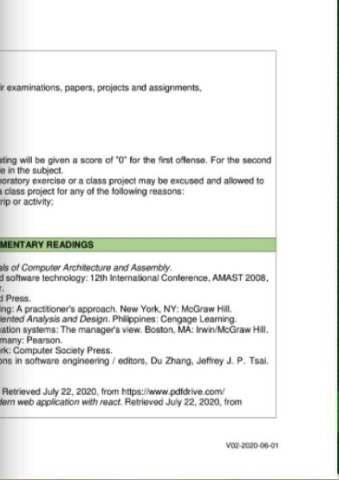 ir examinations, papers, projects and assignments,
ating will be given a score of "0" for the first offense. For the second
le in the subject.
boratory exercise or a class project may be excused and allowed to
a class project for any of the following reasons:
trip or activity;
MENTARY READINGS
als of Computer Architecture and Assembly.
d software technology: 12th International Conference, AMAST 2008,
r.
d Press.
ing: A practitioner's approach. New York, NY: McGraw Hill.
iented Analysis and Design. Philippines: Cengage Learning.
nation systems: The manager's view. Boston, MA: Irwin/McGraw Hill.
rmany: Pearson.
rk: Computer Society Press.
ons in software engineering / editors, Du Zhang, Jeffrey J. P. Tsai.
Retrieved July 22, 2020, from https://www.pdfdrive.com/
dern web application with react. Retrieved July 22, 2020, from
V02-2020-06-01